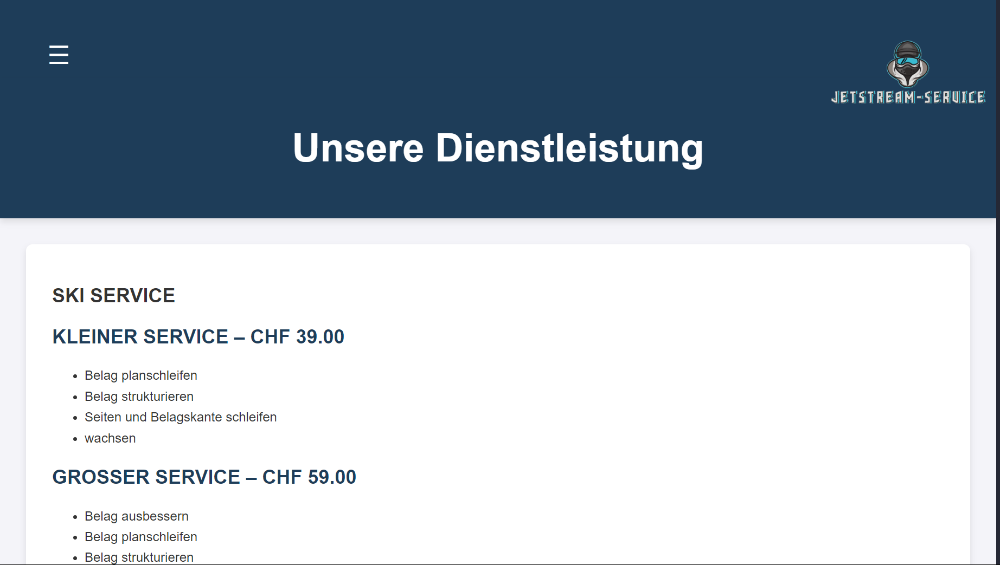 JETSTREAM-SERVICE
Unsere Dienstleistung
SKI SERVICE
KLEINER SERVICE – CHF 39.00
Belag planschleifen
Belag strukturieren
Seiten und Belagskante schleifen
wachsen
GROSSER SERVICE – CHF 59.00
Belag ausbessern
Belag planschleifen
Belag strukturieren